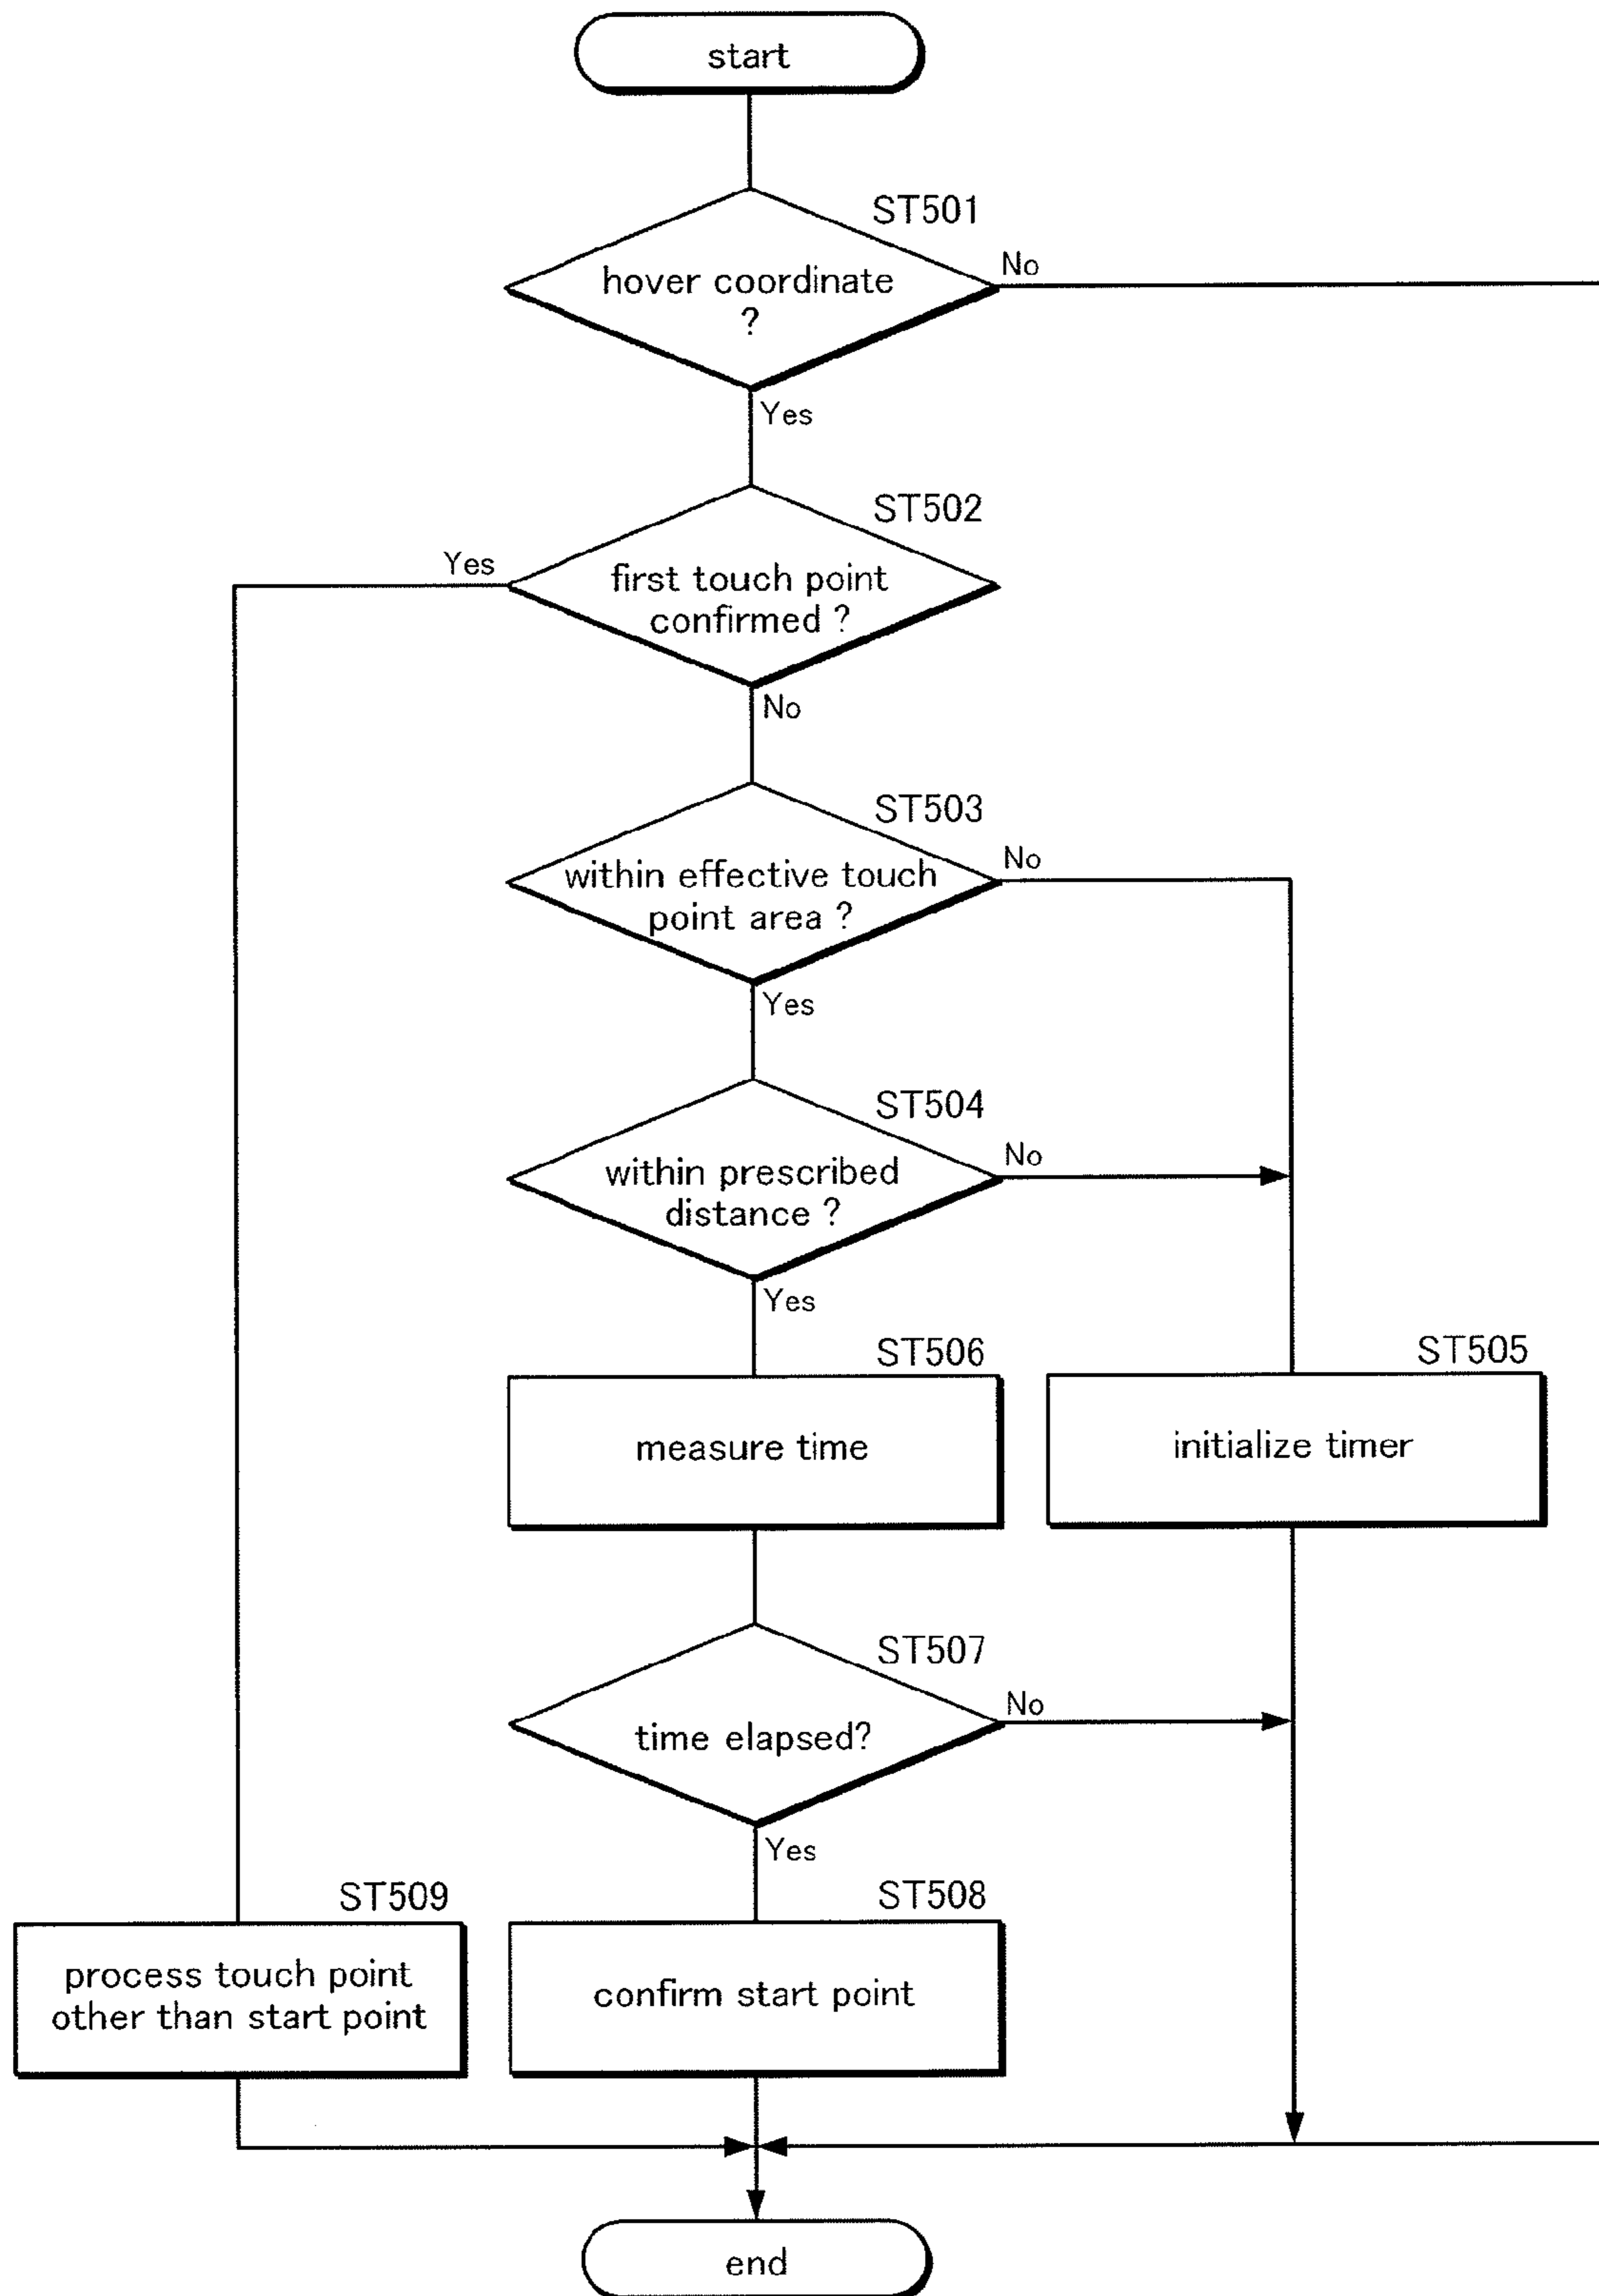 start
ST501
hover coordinate
?
No
Yes
ST502
Yes
first touch point
confirmed ?
No
ST503
within effective touch
point area ?
No
Yes
ST504
within prescribed
distance ?
No
Yes
ST506
measure time
ST505
initialize timer
ST507
time elapsed?
No
Yes
ST509
process touch point
other than start point
ST508
confirm start point
end